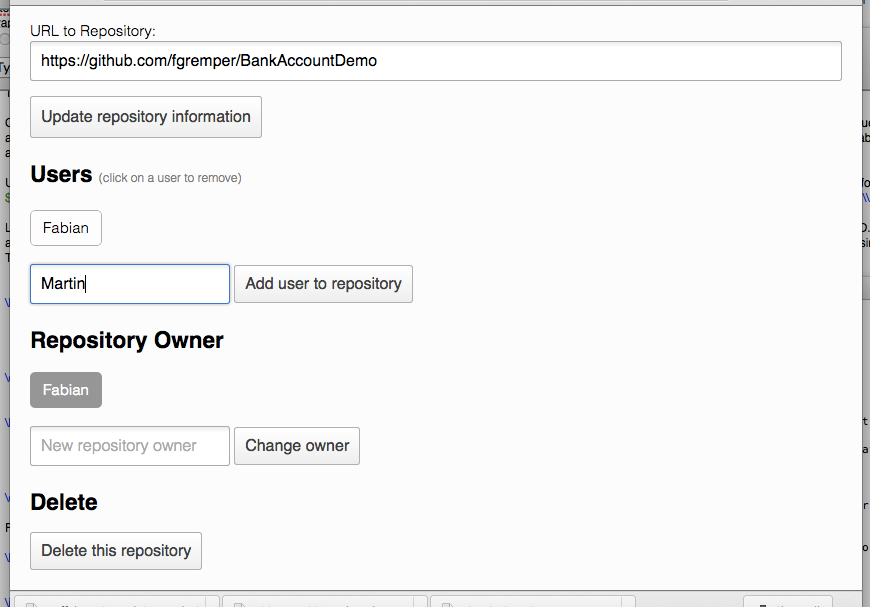 URL to Repository:
https://github.com/fgremper/BankAccountDemo
Update repository information
Users (click on a user to remove)
Fabian
Martin
Add user to repository
Repository Owner
Fabian
New repository owner
Change owner
Delete
Delete this repository